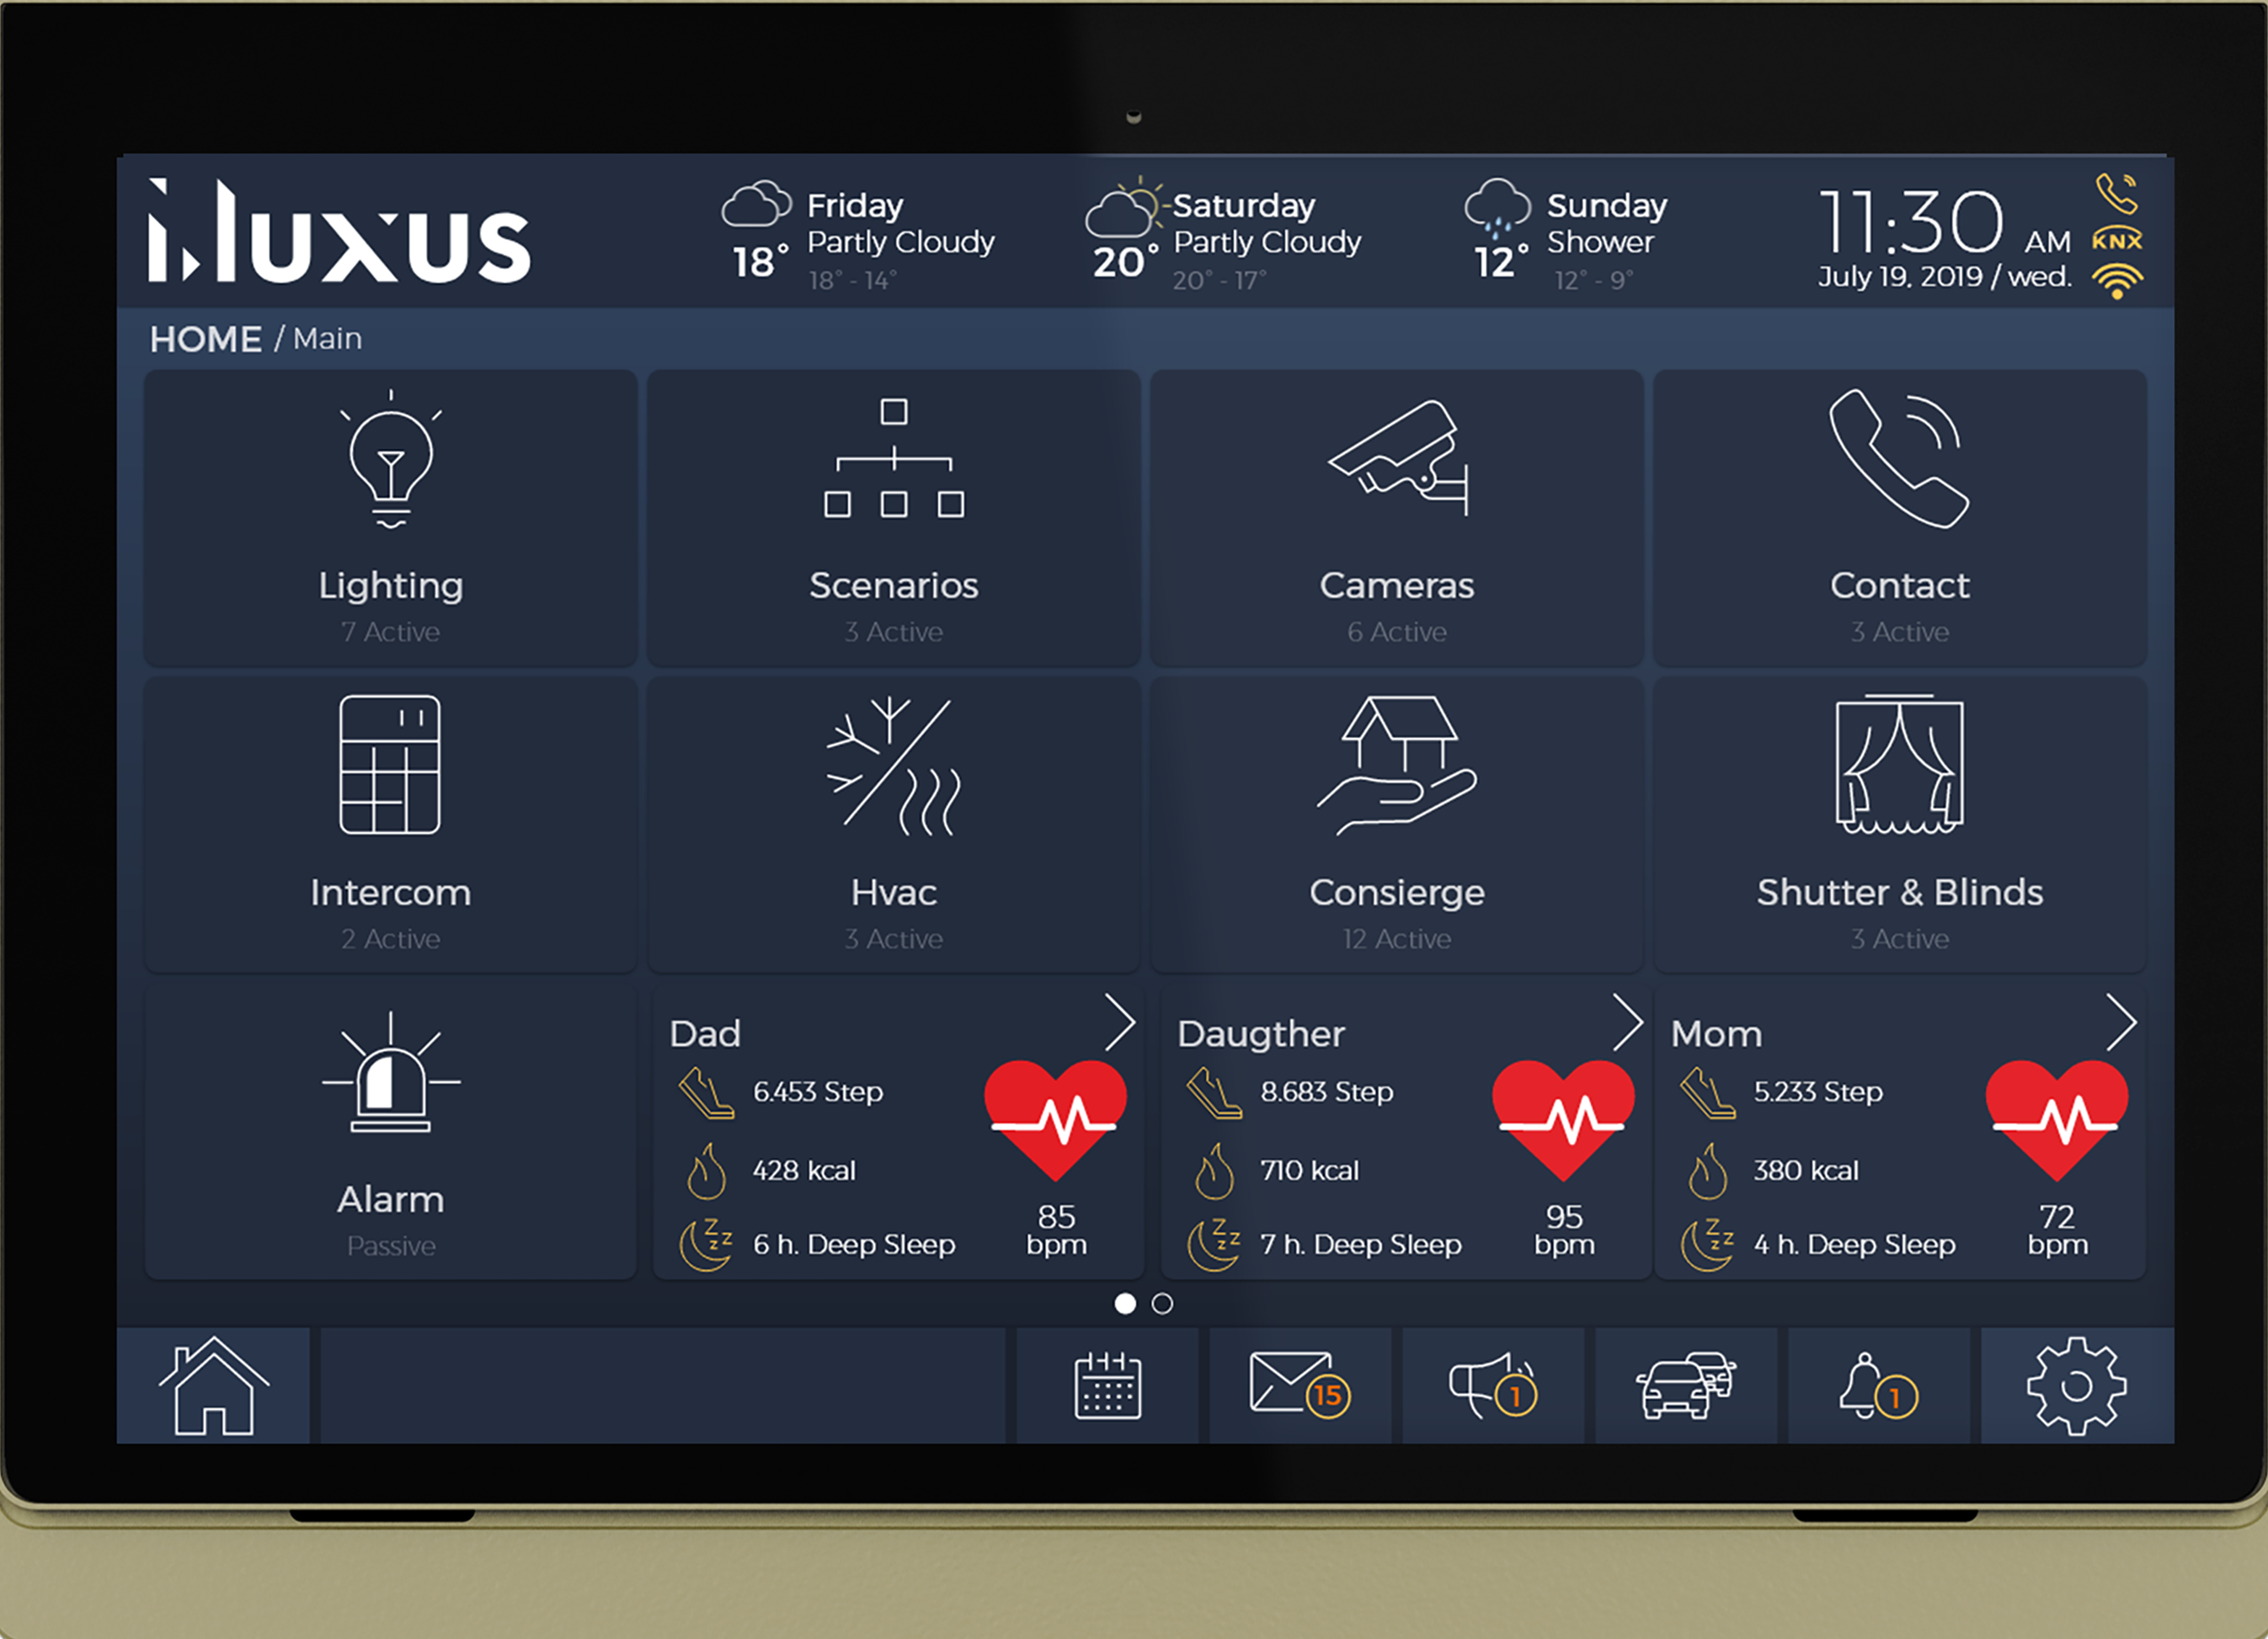 iluxus
Friday
Partly Cloudy
18°
18° - 14°
Saturday
Partly Cloudy
20°
20° - 17°
Sunday
Shower
12°
12° - 9°
11:30 AM
July 19, 2019 / wed.
KNX
HOME / Main
Lighting
7 Active
Scenarios
3 Active
Cameras
6 Active
Contact
3 Active
Intercom
2 Active
Hvac
3 Active
Consierge
12 Active
Shutter & Blinds
3 Active
Alarm
Passive
Dad
6.453 Step
428 kcal
zzz
6 h. Deep Sleep
85
bpm
Daugther
8.683 Step
710 kcal
zzz
7 h. Deep Sleep
95
bpm
Mom
5.233 Step
380 kcal
zzz
4 h. Deep Sleep
72
bpm
15
1
1